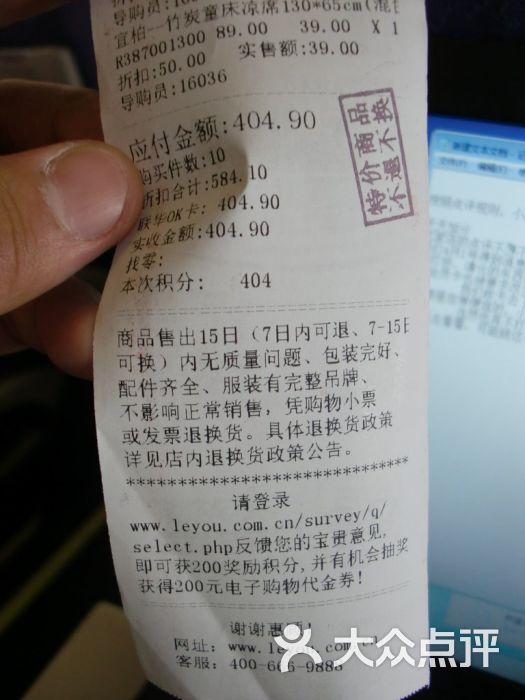 宜柏一竹炭童床凉席130*65cm(混
R387001300 89.00 39.00 X 1
折扣:50.00 实售额:39.00
导购员:16036
应付金额:404.90
购买件数:10
折扣合计:584.10
联华OK卡: 404.90
实收金额:404.90
找零:
本次积分: 404
特价商品
不退不换
商品售出15日（7日内可退、7-15日
可换）内无质量问题、包装完好、
配件齐全、服装有完整吊牌、
不影响正常销售，凭购物小票
或发票退换货。具体退换货政策
详见店内退换货政策公告。
********************************
请登录
www.leyou.com.cn/survey/q/
select.php反馈您的宝贵意见,
即可获200奖励积分,并有机会抽奖
获得200元电子购物代金券!
谢谢惠顾!
网址:www.leyou.com.cn
客服: 400-666-9888
大众点评